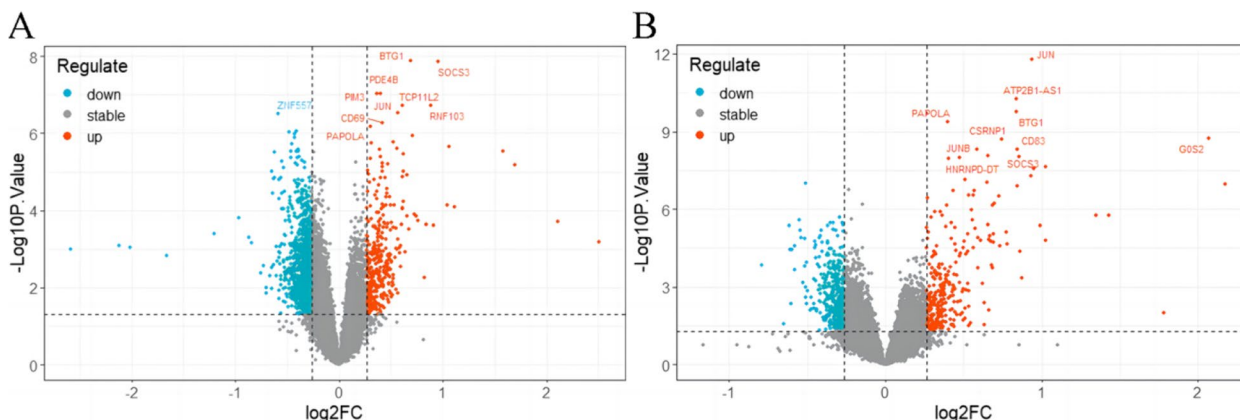 A
-Log10P.Value
8
6
4
2
0
Regulate
down
stable
up
BTG1
SOCS3
PDE4B
PIM3
TCP11L2
JUN
RNF103
CD69
PAPOLA
ZNF557
-2
-1
0
1
2
log2FC
B
-Log10P.Value
12
9
6
3
0
Regulate
down
stable
up
JUN
ATP2B1-AS1
PAPOLA
BTG1
CSRNP1
CD83
JUNB
SOCS3
G0S2
HNRNPD-DT
-1
0
1
2
log2FC